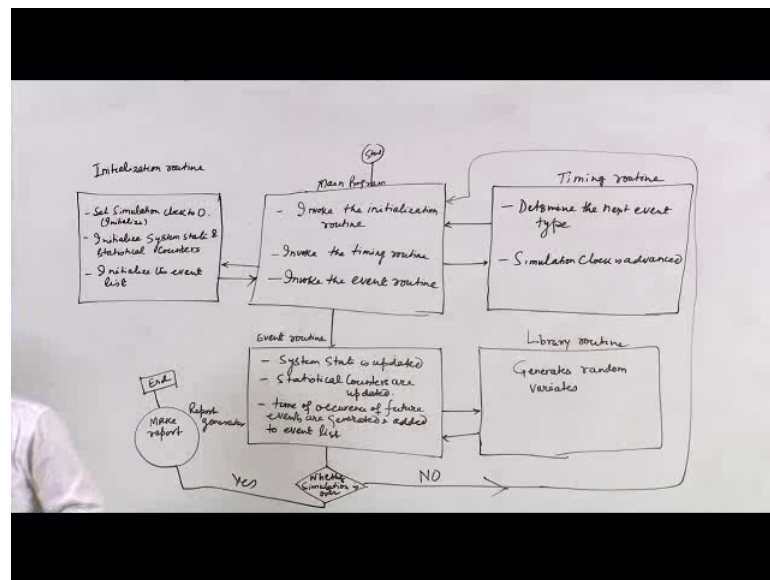 Start
Initialization routine
- Set Simulation clock to 0.
(Initialize)
- Initialize System State &
Statistical Counters
- Initialize the event
list
Main Program
- Invoke the initialization
routine
- Invoke the timing routine
- Invoke the event routine
Timing routine
- Determine the next event
type
- Simulation Clock is advanced
Event routine
- System State is updated
- Statistical Counters are
updated.
- time of occurence of future
events are generated & added
to event list
Library routine
Generates random
variates
End
Report
generator
Make
report
Yes
Whether
Simulation is
over
NO